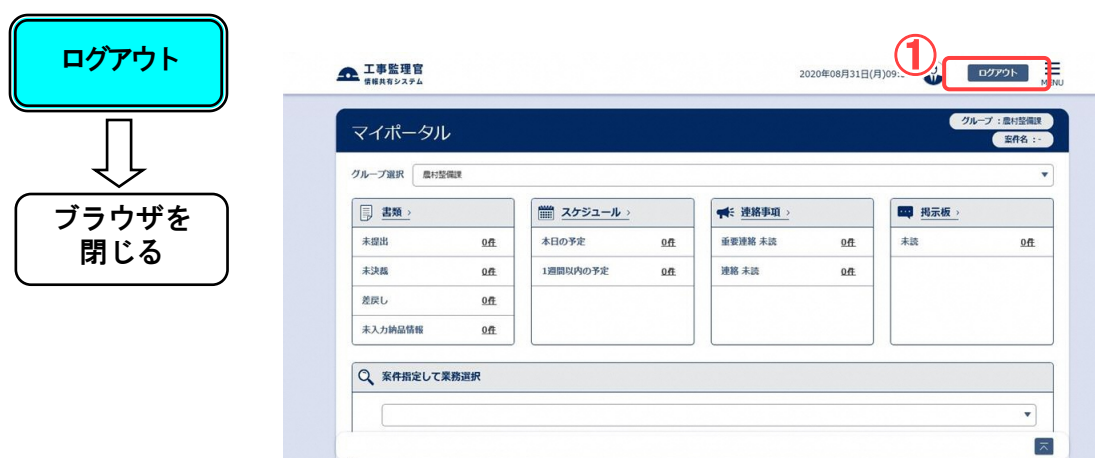 ログアウト
ブラウザを
閉じる
①
工事監理官
情報共有システム
2020年08月31日(月)09:
ログアウト
MENU
マイポータル
グループ：農村整備課
案件名：-
グループ選択
農村整備課
書類 >
未提出 0件
未決裁 0件
差戻し 0件
未入力納品情報 0件
スケジュール >
本日の予定 0件
1週間以内の予定 0件
連絡事項 >
重要連絡 未読 0件
連絡 未読 0件
掲示板 >
未読 0件
案件指定して業務選択